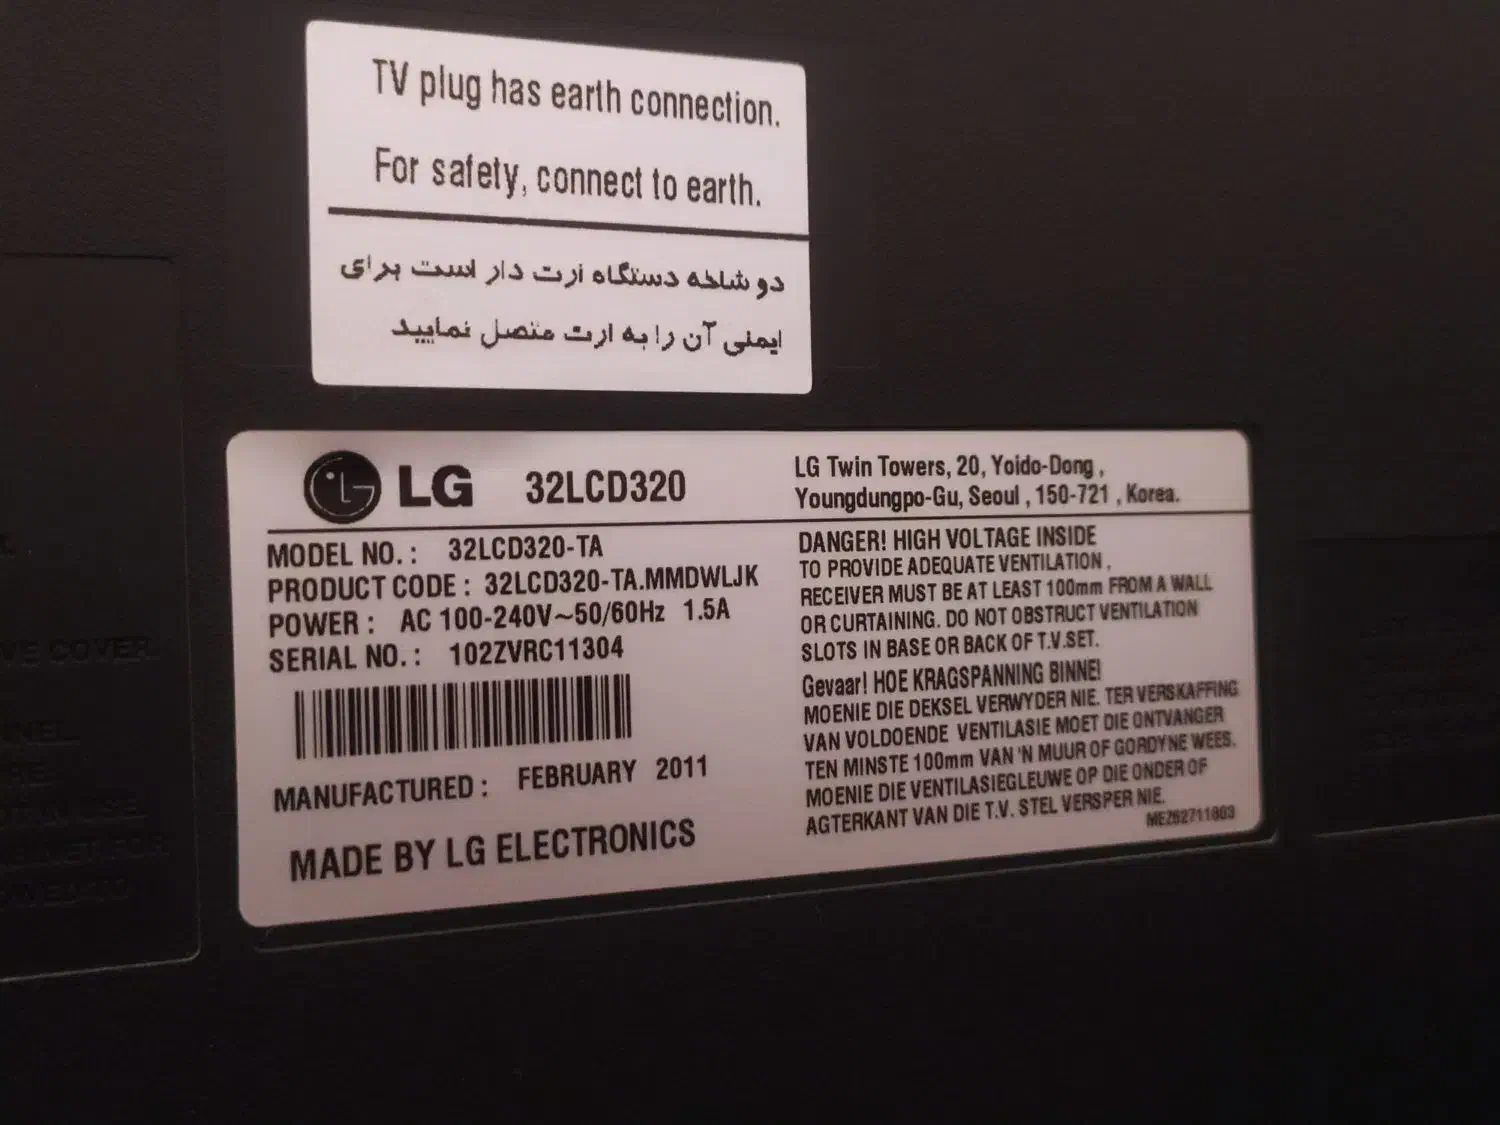 TV plug has earth connection.
For safety, connect to earth.
دو شاخه دستگاه ارت دار است برای
ایمنی آن را به ارت متصل نمایید
LG 32LCD320
MODEL NO. : 32LCD320-TA
PRODUCT CODE : 32LCD320-TA.MMDWLJK
POWER : AC 100-240V~50/60Hz 1.5A
SERIAL NO. : 102ZVRC11304
MANUFACTURED : FEBRUARY 2011
MADE BY LG ELECTRONICS
LG Twin Towers, 20, Yoido-Dong ,
Youngdungpo-Gu, Seoul , 150-721 , Korea.
DANGER! HIGH VOLTAGE INSIDE
TO PROVIDE ADEQUATE VENTILATION ,
RECEIVER MUST BE AT LEAST 100mm FROM A WALL
OR CURTAINING. DO NOT OBSTRUCT VENTILATION
SLOTS IN BASE OR BACK OF T.V.SET.
Gevaar! HOE KRAGSPANNING BINNE!
MOENIE DIE DEKSEL VERWYDER NIE. TER VERSKAFFING
VAN VOLDOENDE VENTILASIE MOET DIE ONTVANGER
TEN MINSTE 100mm VAN 'N MUUR OF GORDYNE WEES.
MOENIE DIE VENTILASIEGLEUWE OP DIE ONDER OF
AGTERKANT VAN DIE T.V. STEL VERSPER NIE.
MEZ62711803
COVER